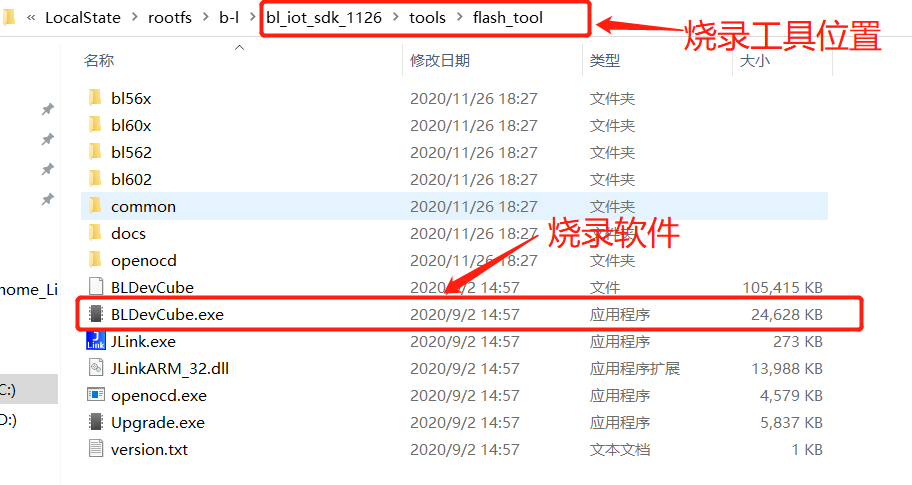 « LocalState > rootfs > b-l > bl_iot_sdk_1126 > tools > flash_tool
烧录工具位置
名称 修改日期 类型 大小
bl56x 2020/11/26 18:27 文件夹
bl60x 2020/11/26 18:27 文件夹
bl562 2020/11/26 18:27 文件夹
bl602 2020/11/26 18:27 文件夹
common 2020/11/26 18:27 文件夹
docs 2020/11/26 18:27 文件夹
烧录软件
openocd 2020/11/26 18:27 文件夹
home_Li
BLDevCube 2020/9/2 14:57 文件 105,415 KB
BLDevCube.exe 2020/9/2 14:57 应用程序 24,628 KB
J Link
JLink.exe 2020/9/2 14:57 应用程序 273 KB
JLinkARM_32.dll 2020/9/2 14:57 应用程序扩展 13,988 KB
C:)
openocd.exe 2020/9/2 14:57 应用程序 4,579 KB
D:)
Upgrade.exe 2020/9/2 14:57 应用程序 5,837 KB
version.txt 2020/9/2 14:57 文本文档 1 KB